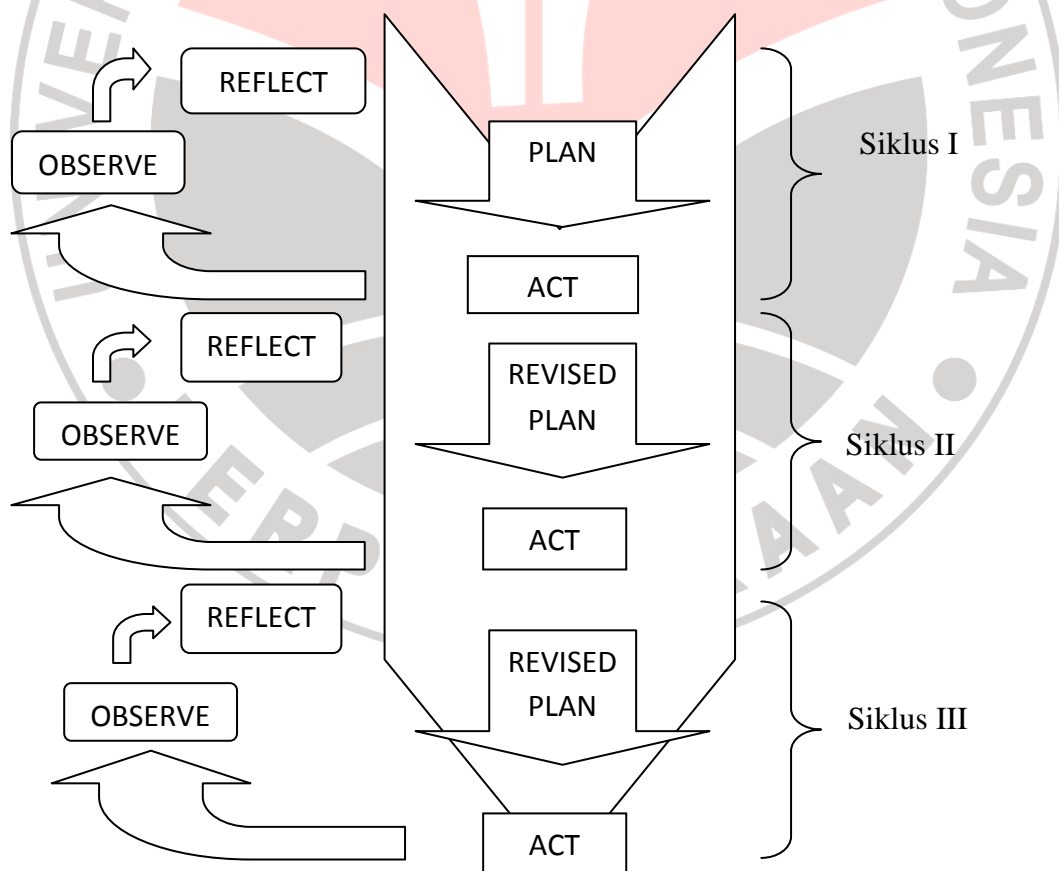 REFLECT
PLAN
Siklus I
OBSERVE
ACT
REFLECT
REVISED
PLAN
OBSERVE
Siklus II
ACT
REFLECT
REVISED
PLAN
OBSERVE
Siklus III
ACT